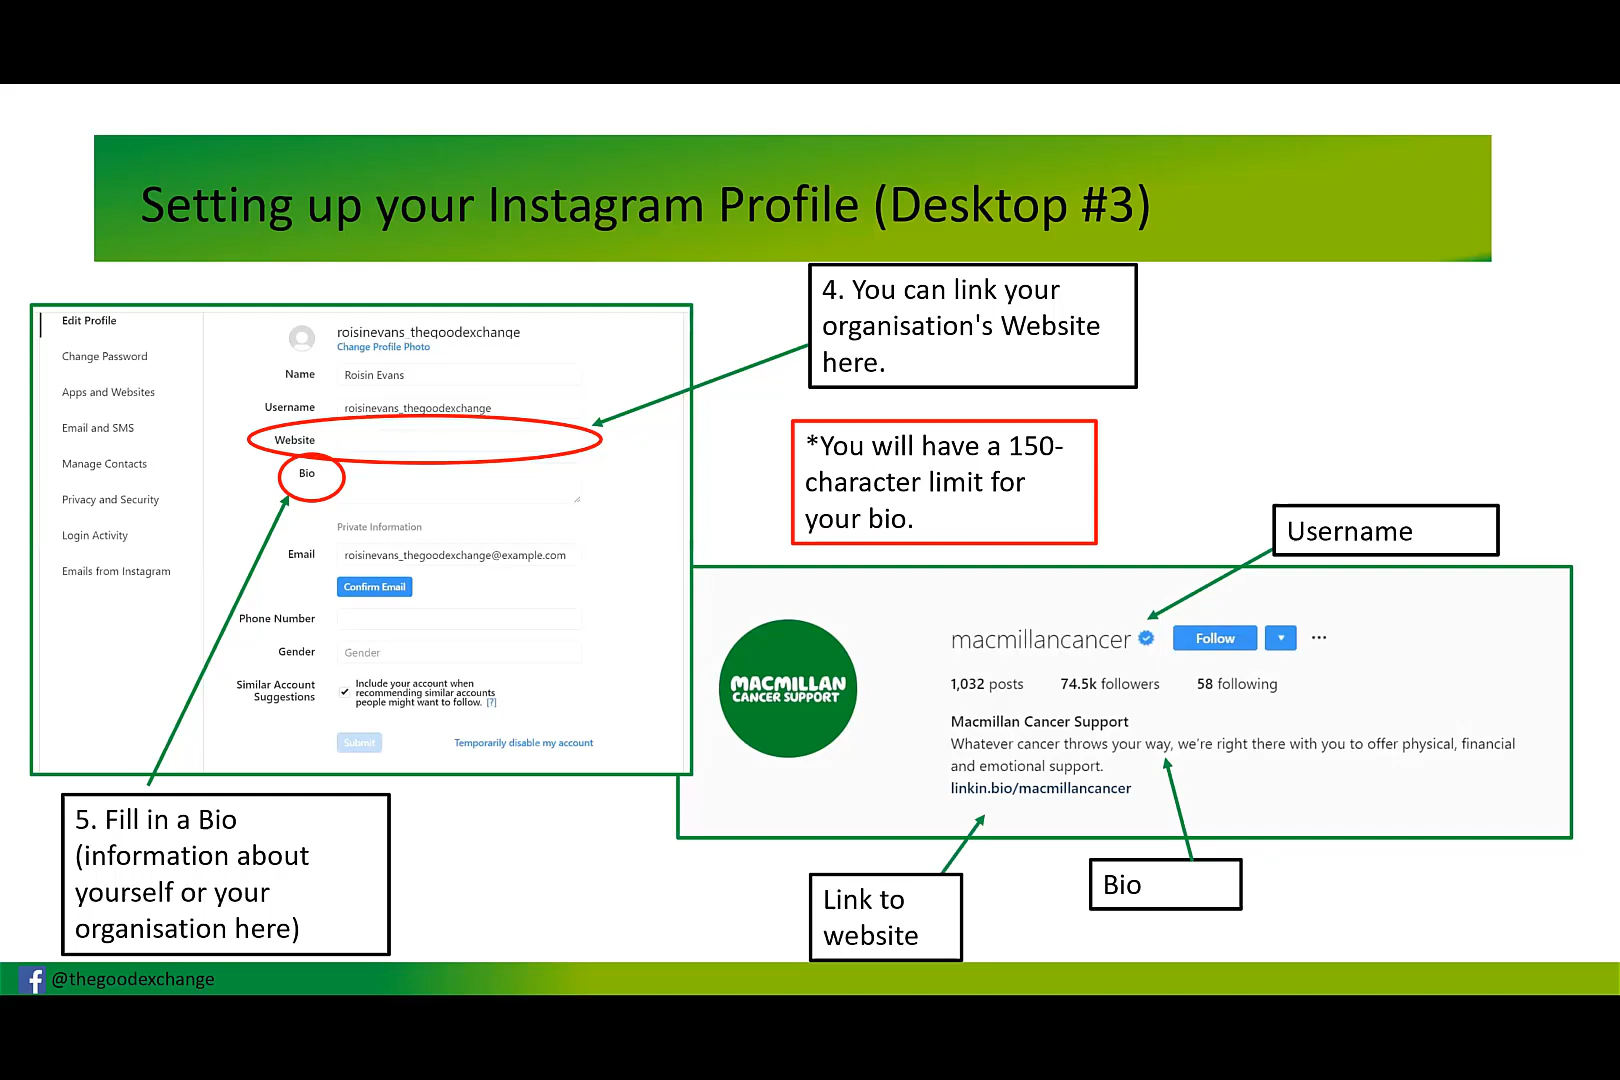 Setting up your Instagram Profile (Desktop #3)
4. You can link your
organisation's Website
here.
Edit Profile
Change Password
Apps and Websites
Email and SMS
Manage Contacts
Privacy and Security
Login Activity
Emails from Instagram
roisinevans_thegoodexchange
Change Profile Photo
Name Roisin Evans
Username roisinevans_thegoodexchange
Website
Bio
Private Information
Email roisinevans_thegoodexchange@example.com
Confirm Email
Phone Number
Gender Gender
Similar Account
Suggestions
Include your account when
recommending similar accounts
people might want to follow. [?]
Submit Temporarily disable my account
*You will have a 150-
character limit for
your bio.
Username
MACMILLAN
CANCER SUPPORT
macmillancancer Follow ...
1,032 posts 74.5k followers 58 following
Macmillan Cancer Support
Whatever cancer throws your way, we're right there with you to offer physical, financial
and emotional support.
linkin.bio/macmillancancer
5. Fill in a Bio
(information about
yourself or your
organisation here)
Link to
website
Bio
f @thegoodexchange